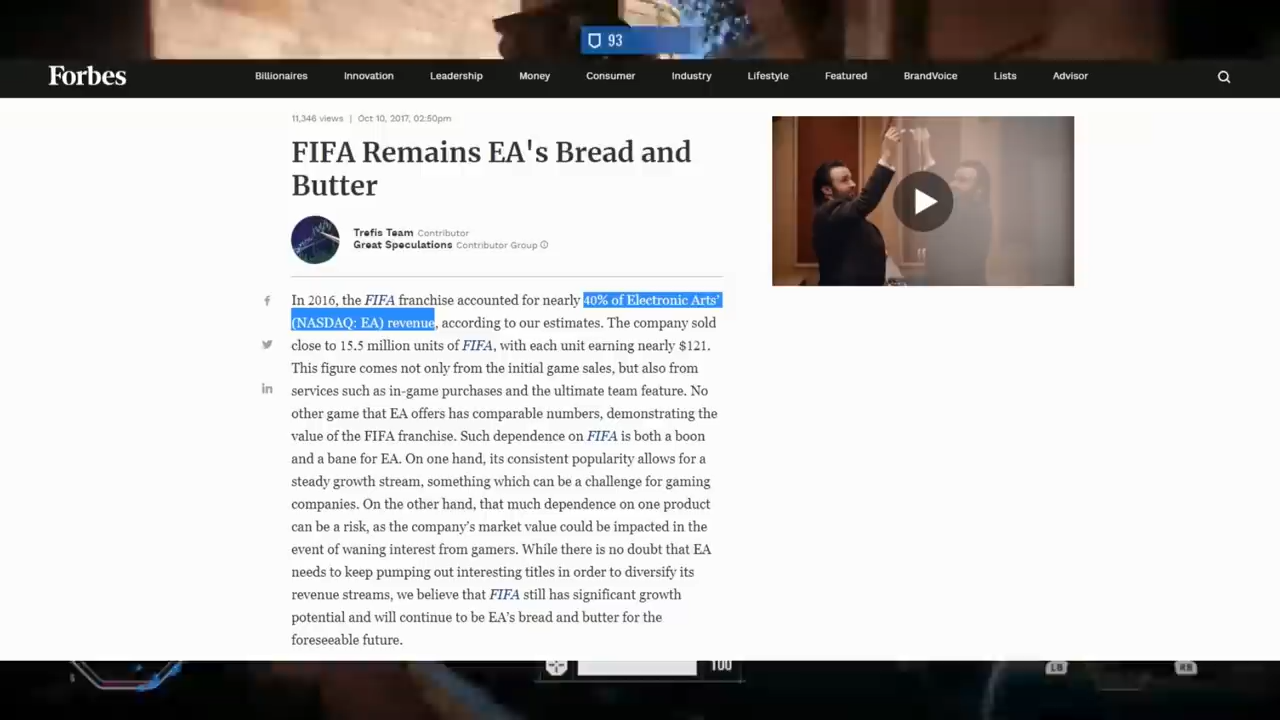 93
Forbes
Billionaires Innovation Leadership Money Consumer Industry Lifestyle Featured BrandVoice Lists Advisor
11,346 views | Oct 10, 2017, 02:50pm
FIFA Remains EA's Bread and
Butter
Trefis Team Contributor
Great Speculations Contributor Group
In 2016, the FIFA franchise accounted for nearly 40% of Electronic Arts'
(NASDAQ: EA) revenue, according to our estimates. The company sold
close to 15.5 million units of FIFA, with each unit earning nearly $121.
This figure comes not only from the initial game sales, but also from
services such as in-game purchases and the ultimate team feature. No
other game that EA offers has comparable numbers, demonstrating the
value of the FIFA franchise. Such dependence on FIFA is both a boon
and a bane for EA. On one hand, its consistent popularity allows for a
steady growth stream, something which can be a challenge for gaming
companies. On the other hand, that much dependence on one product
can be a risk, as the company's market value could be impacted in the
event of waning interest from gamers. While there is no doubt that EA
needs to keep pumping out interesting titles in order to diversify its
revenue streams, we believe that FIFA still has significant growth
potential and will continue to be EA's bread and butter for the
foreseeable future.
100
LB RB